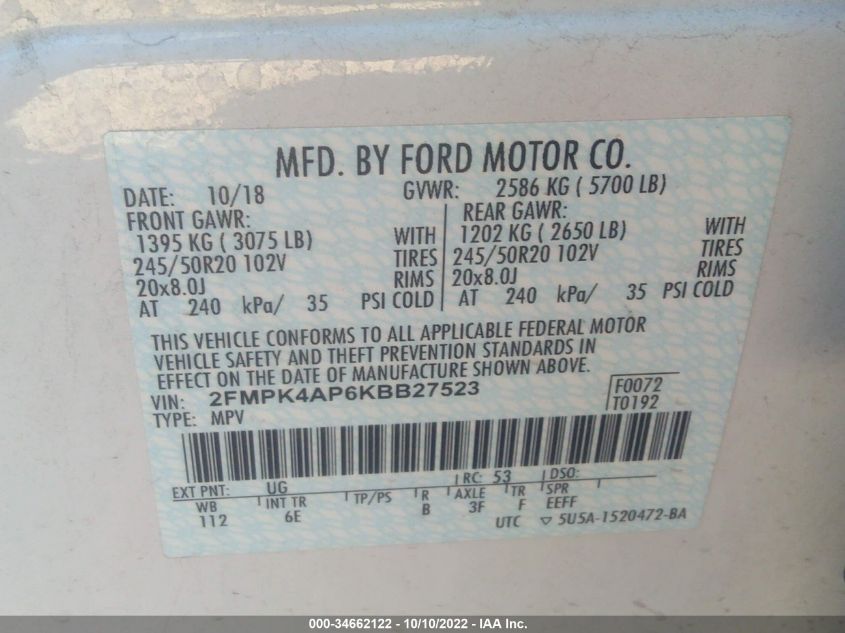 MFD. BY FORD MOTOR CO.
DATE: 10/18 GVWR: 2586 KG ( 5700 LB)
FRONT GAWR: REAR GAWR:
1395 KG ( 3075 LB) WITH 1202 KG ( 2650 LB) WITH
245/50R20 102V TIRES 245/50R20 102V TIRES
20x8.0J RIMS 20x8.0J RIMS
AT 240 kPa/ 35 PSI COLD AT 240 kPa/ 35 PSI COLD
THIS VEHICLE CONFORMS TO ALL APPLICABLE FEDERAL MOTOR
VEHICLE SAFETY AND THEFT PREVENTION STANDARDS IN
EFFECT ON THE DATE OF MANUFACTURE SHOWN ABOVE.
VIN: 2FMPK4AP6KBB27523 F0072
TYPE: MPV T0192
EXT PNT: UG RC: 53 DSO:
WB INT TR TP/PS R AXLE TR SPR
112 6E B 3F F EEFF
UTC ▽ 5U5A-1520472-BA
000-34662122 - 10/10/2022 - IAA Inc.